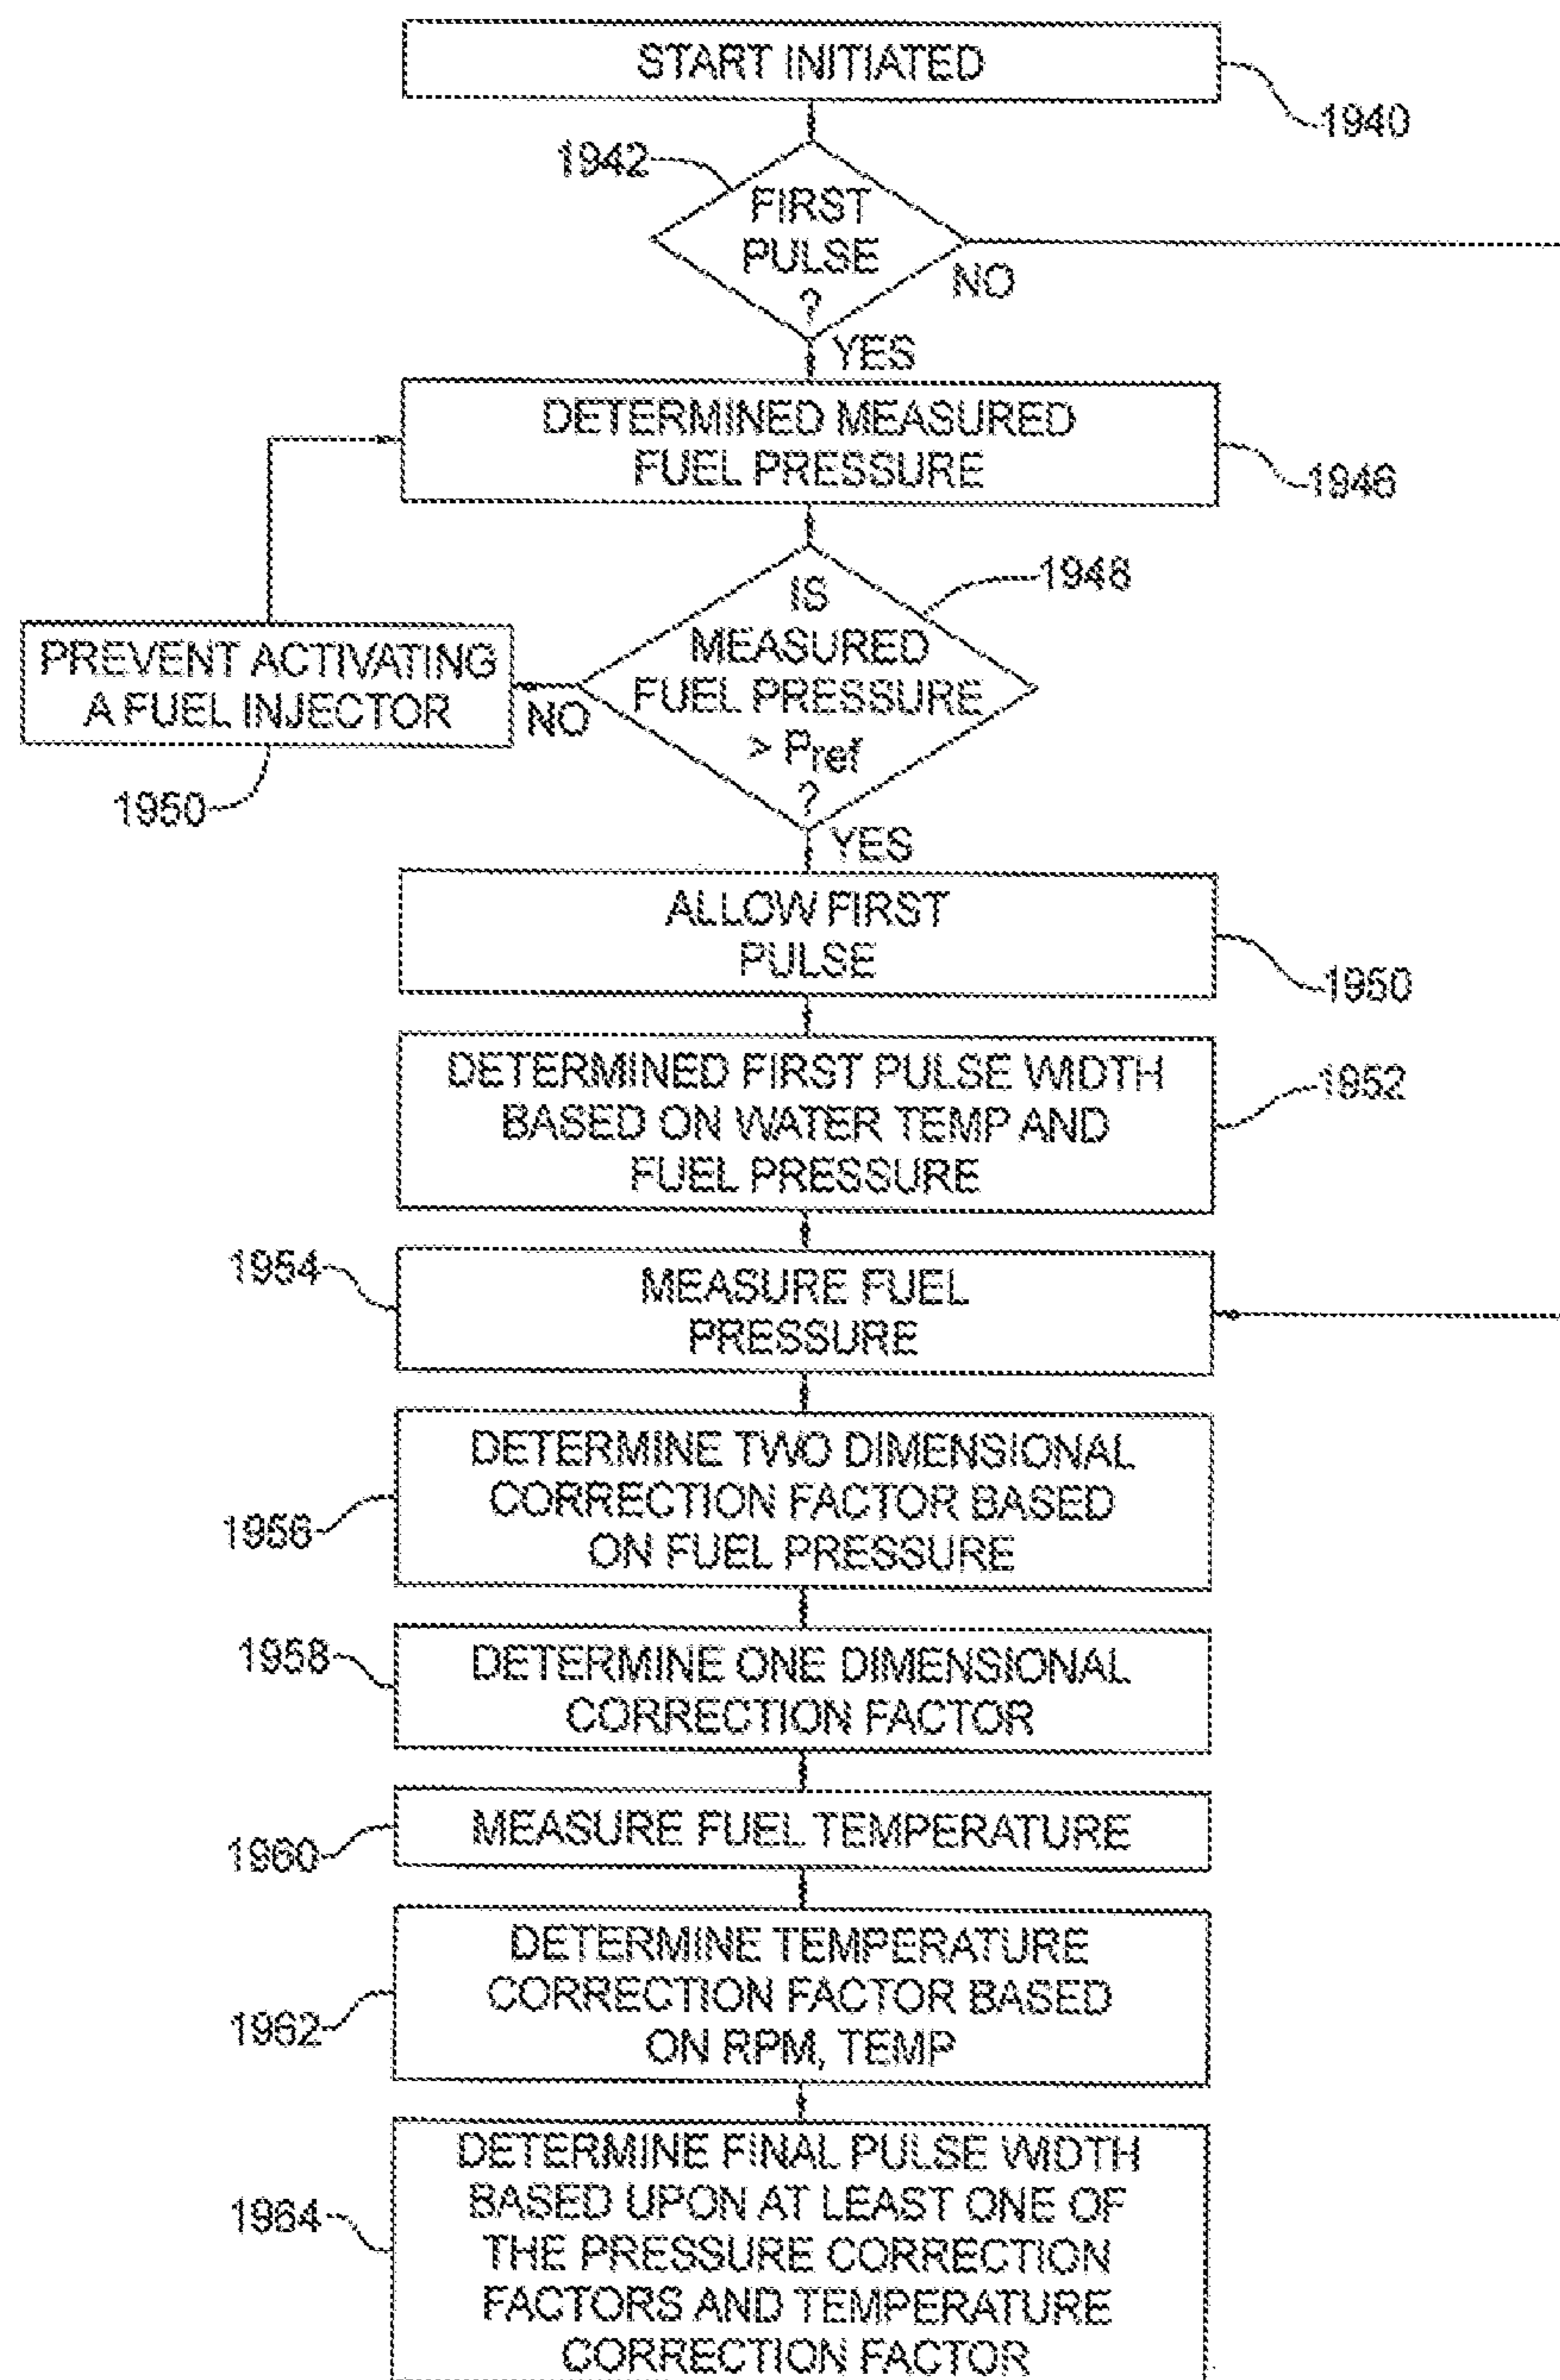 START INITIATED
1940
1942
FIRST
PULSE
?
NO
YES
DETERMINED MEASURED
FUEL PRESSURE
1946
IS
MEASURED
FUEL PRESSURE
> Pref
?
1948
NO
PREVENT ACTIVATING
A FUEL INJECTOR
1950
YES
ALLOW FIRST
PULSE
1950
DETERMINED FIRST PULSE WIDTH
BASED ON WATER TEMP AND
FUEL PRESSURE
1952
1954
MEASURE FUEL
PRESSURE
DETERMINE TWO DIMENSIONAL
CORRECTION FACTOR BASED
ON FUEL PRESSURE
1956
1958
DETERMINE ONE DIMENSIONAL
CORRECTION FACTOR
1960
MEASURE FUEL TEMPERATURE
DETERMINE TEMPERATURE
CORRECTION FACTOR BASED
ON RPM, TEMP
1962
DETERMINE FINAL PULSE WIDTH
BASED UPON AT LEAST ONE OF
THE PRESSURE CORRECTION
FACTORS AND TEMPERATURE
CORRECTION FACTOR
1964